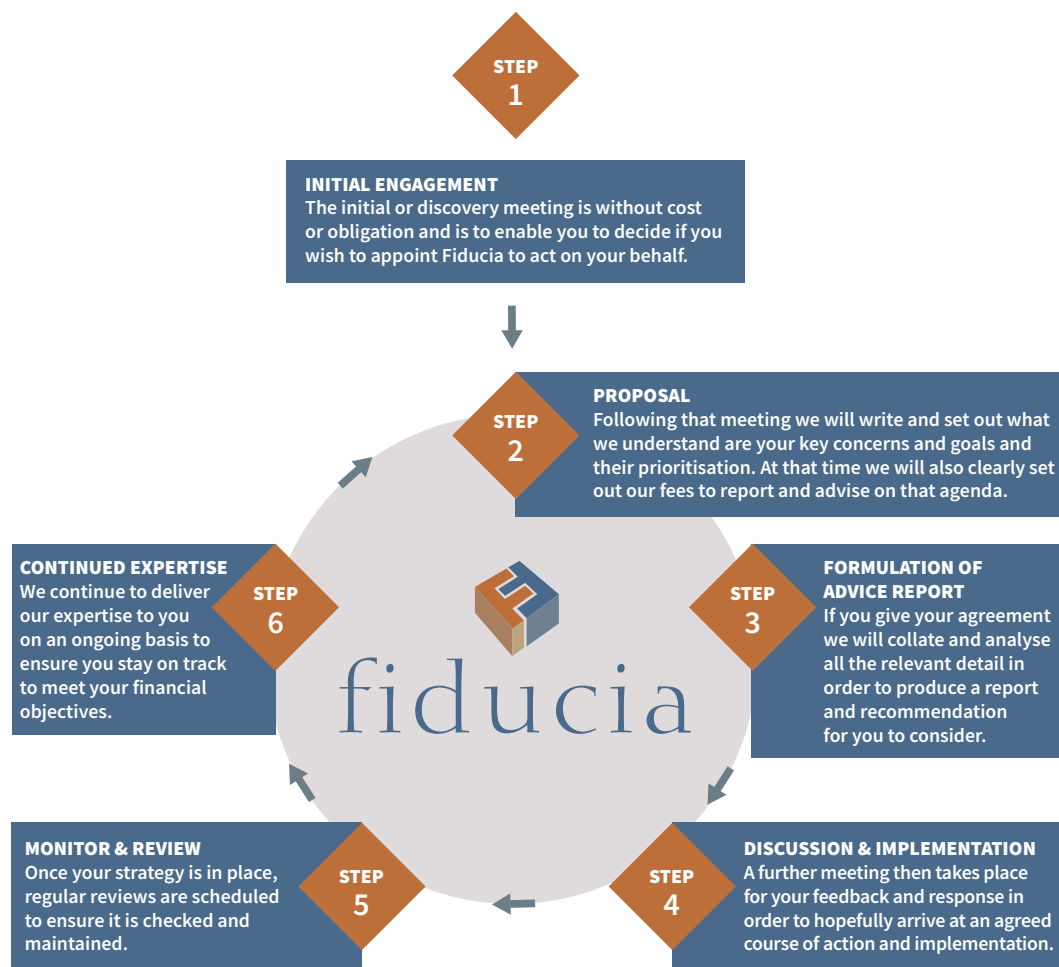 STEP
1
INITIAL ENGAGEMENT
The initial or discovery meeting is without cost
or obligation and is to enable you to decide if you
wish to appoint Fiducia to act on your behalf.
STEP
2
PROPOSAL
Following that meeting we will write and set out what
we understand are your key concerns and goals and
their prioritisation. At that time we will also clearly set
out our fees to report and advise on that agenda.
STEP
3
FORMULATION OF
ADVICE REPORT
If you give your agreement
we will collate and analyse
all the relevant detail in
order to produce a report
and recommendation
for you to consider.
STEP
4
DISCUSSION & IMPLEMENTATION
A further meeting then takes place
for your feedback and response in
order to hopefully arrive at an agreed
course of action and implementation.
STEP
5
MONITOR & REVIEW
Once your strategy is in place,
regular reviews are scheduled
to ensure it is checked and
maintained.
STEP
6
CONTINUED EXPERTISE
We continue to deliver
our expertise to you
on an ongoing basis to
ensure you stay on track
to meet your financial
objectives.
fiducia